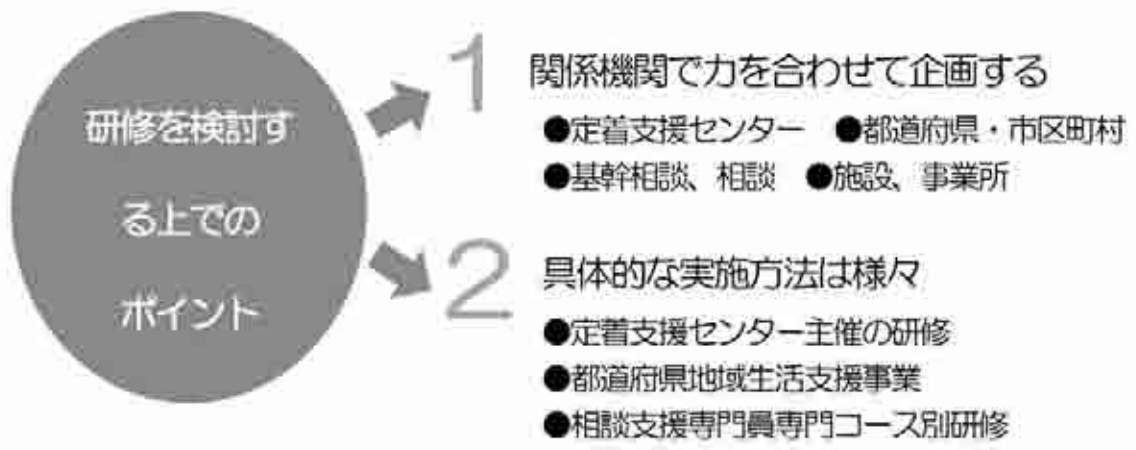 研修を検討す
る上での
ポイント
1 関係機関で力を合わせて企画する
●定着支援センター ●都道府県・市区町村
●基幹相談、相談 ●施設、事業所
2 具体的な実施方法は様々
●定着支援センター主催の研修
●都道府県地域生活支援事業
●相談支援専門員専門コース別研修